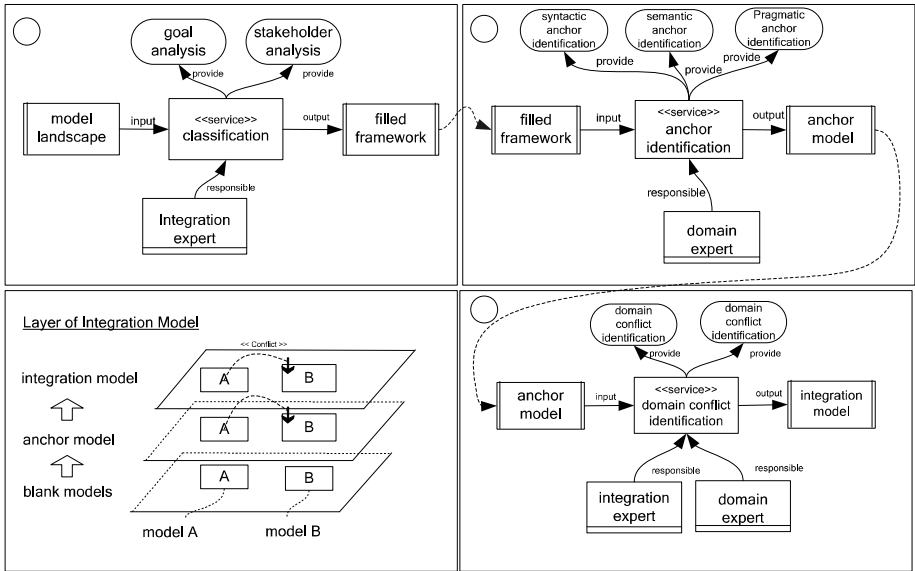 goal
analysis
stakeholder
analysis
provide
provide
model
landscape
input
<<service>>
classification
output
filled
framework
responsible
Integration
expert
syntactic
anchor
identification
semantic
anchor
identification
Pragmatic
anchor
identification
provide
provide
provide
filled
framework
input
<<service>>
anchor
identification
output
anchor
model
responsible
domain
expert
Layer of Integration Model
<< Conflict >>
integration model
A
B
anchor model
A
B
blank models
A
B
model A
model B
domain
conflict
identification
domain
conflict
identification
provide
provide
anchor
model
input
<<service>>
domain conflict
identification
output
integration
model
responsible
responsible
integration
expert
domain
expert